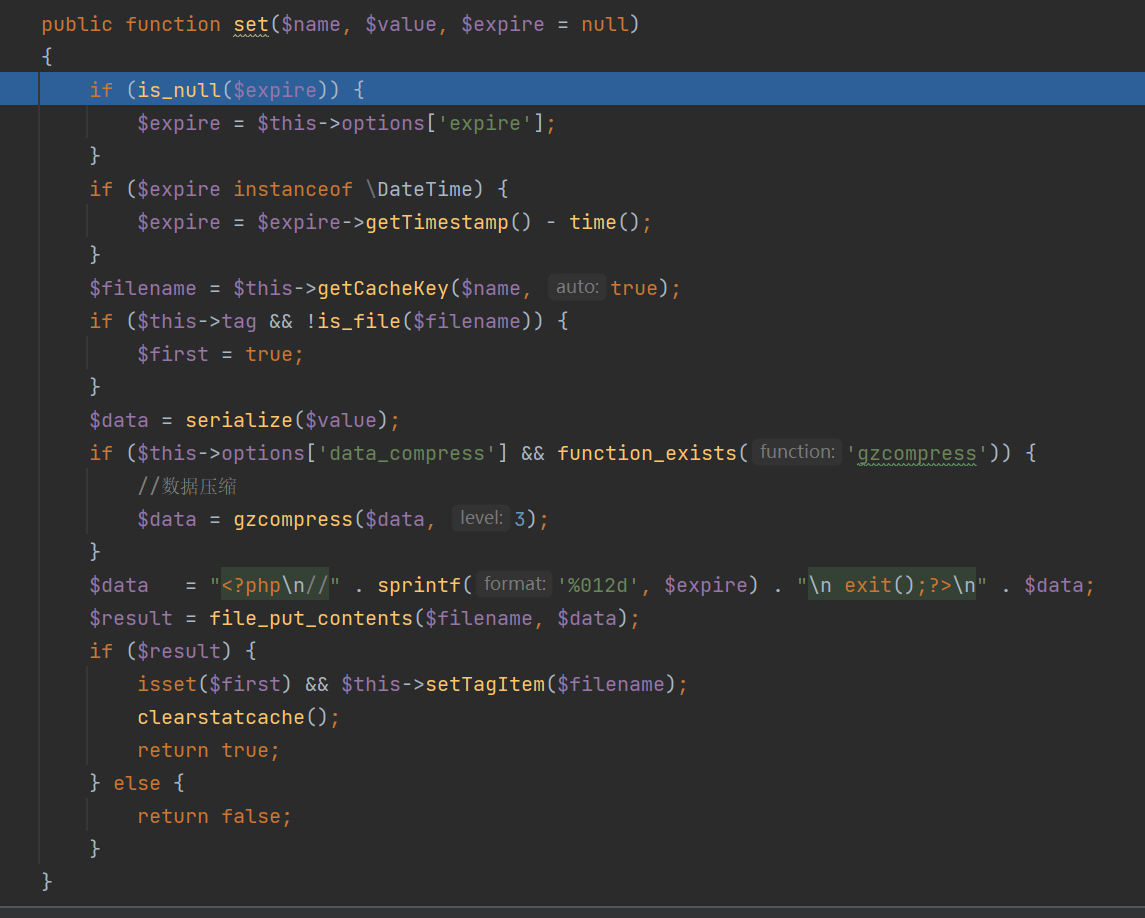 public function set($name, $value, $expire = null)
{
    if (is_null($expire)) {
        $expire = $this->options['expire'];
    }
    if ($expire instanceof \DateTime) {
        $expire = $expire->getTimestamp() - time();
    }
    $filename = $this->getCacheKey($name, auto: true);
    if ($this->tag && !is_file($filename)) {
        $first = true;
    }
    $data = serialize($value);
    if ($this->options['data_compress'] && function_exists( function: 'gzcompress')) {
        //数据压缩
        $data = gzcompress($data, level: 3);
    }
    $data   = "<?php\n//" . sprintf( format: '%012d', $expire) . "\n exit();?>\n" . $data;
    $result = file_put_contents($filename, $data);
    if ($result) {
        isset($first) && $this->setTagItem($filename);
        clearstatcache();
        return true;
    } else {
        return false;
    }
}